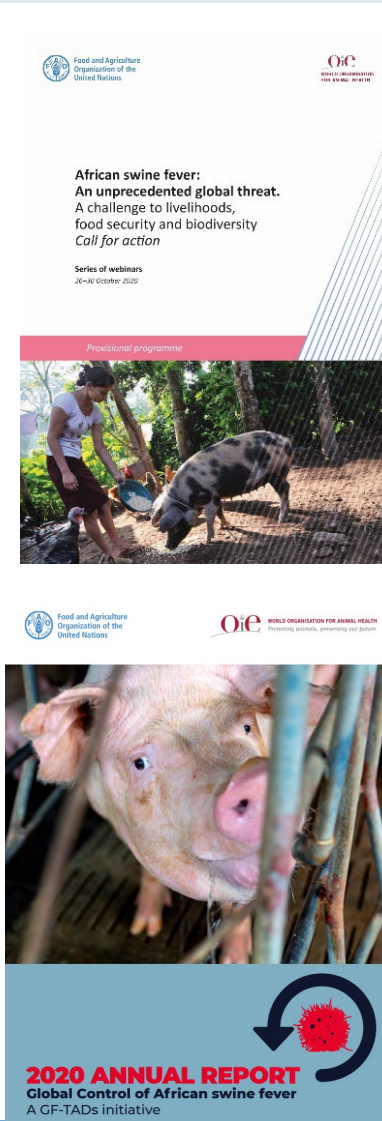 Food and Agriculture
Organization of the
United Nations
OiE
WORLD ORGANISATION
FOR ANIMAL HEALTH
African swine fever:
An unprecedented global threat.
A challenge to livelihoods,
food security and biodiversity
Call for action
Series of webinars
26–30 October 2020
Provisional programme
Food and Agriculture
Organization of the
United Nations
OiE
WORLD ORGANISATION FOR ANIMAL HEALTH
Protecting animals, preserving our future
2020 ANNUAL REPORT
Global Control of African swine fever
A GF-TADs initiative